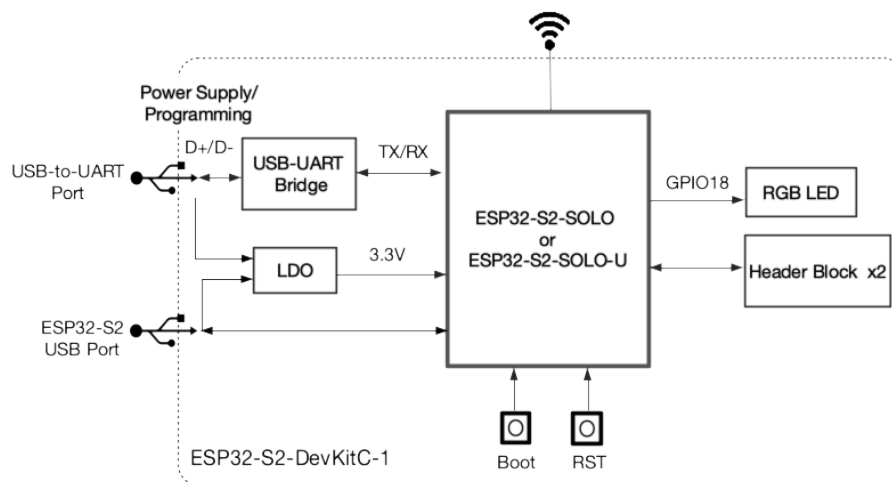 Power Supply/
Programming
D+/D-
USB-to-UART
Port
USB-UART
Bridge
TX/RX
ESP32-S2-SOLO
or
ESP32-S2-SOLO-U
GPIO18
RGB LED
LDO
3.3V
Header Block x2
ESP32-S2
USB Port
ESP32-S2-DevKitC-1
Boot
RST